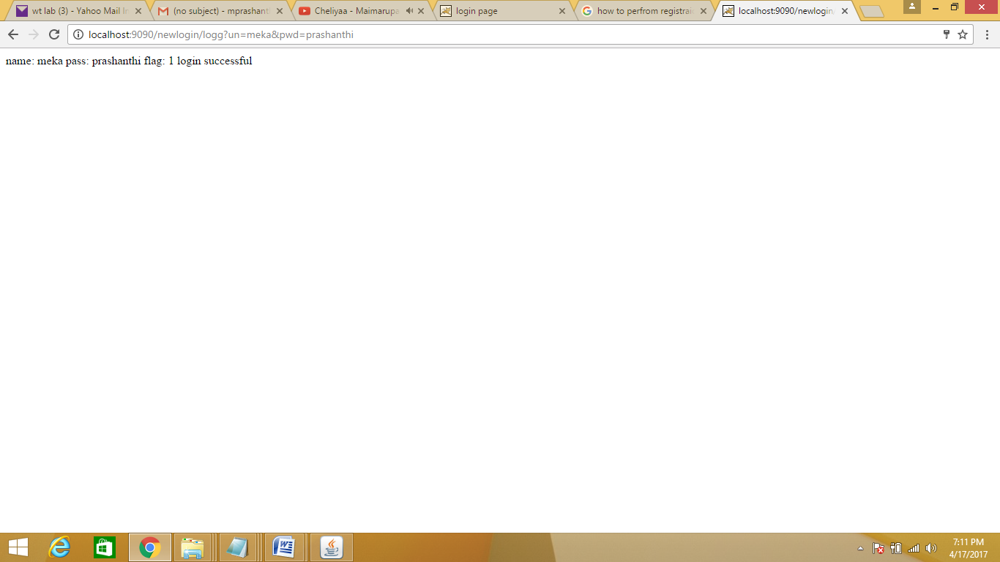 wt lab (3) - Yahoo Mail In
(no subject) - mprashanti
Cheliyaa - Maimarupa
login page
how to perfrom registrai
localhost:9090/newlogin/
localhost:9090/newlogin/logg?un=meka&pwd=prashanthi
name: meka pass: prashanthi flag: 1 login successful
7:11 PM
4/17/2017